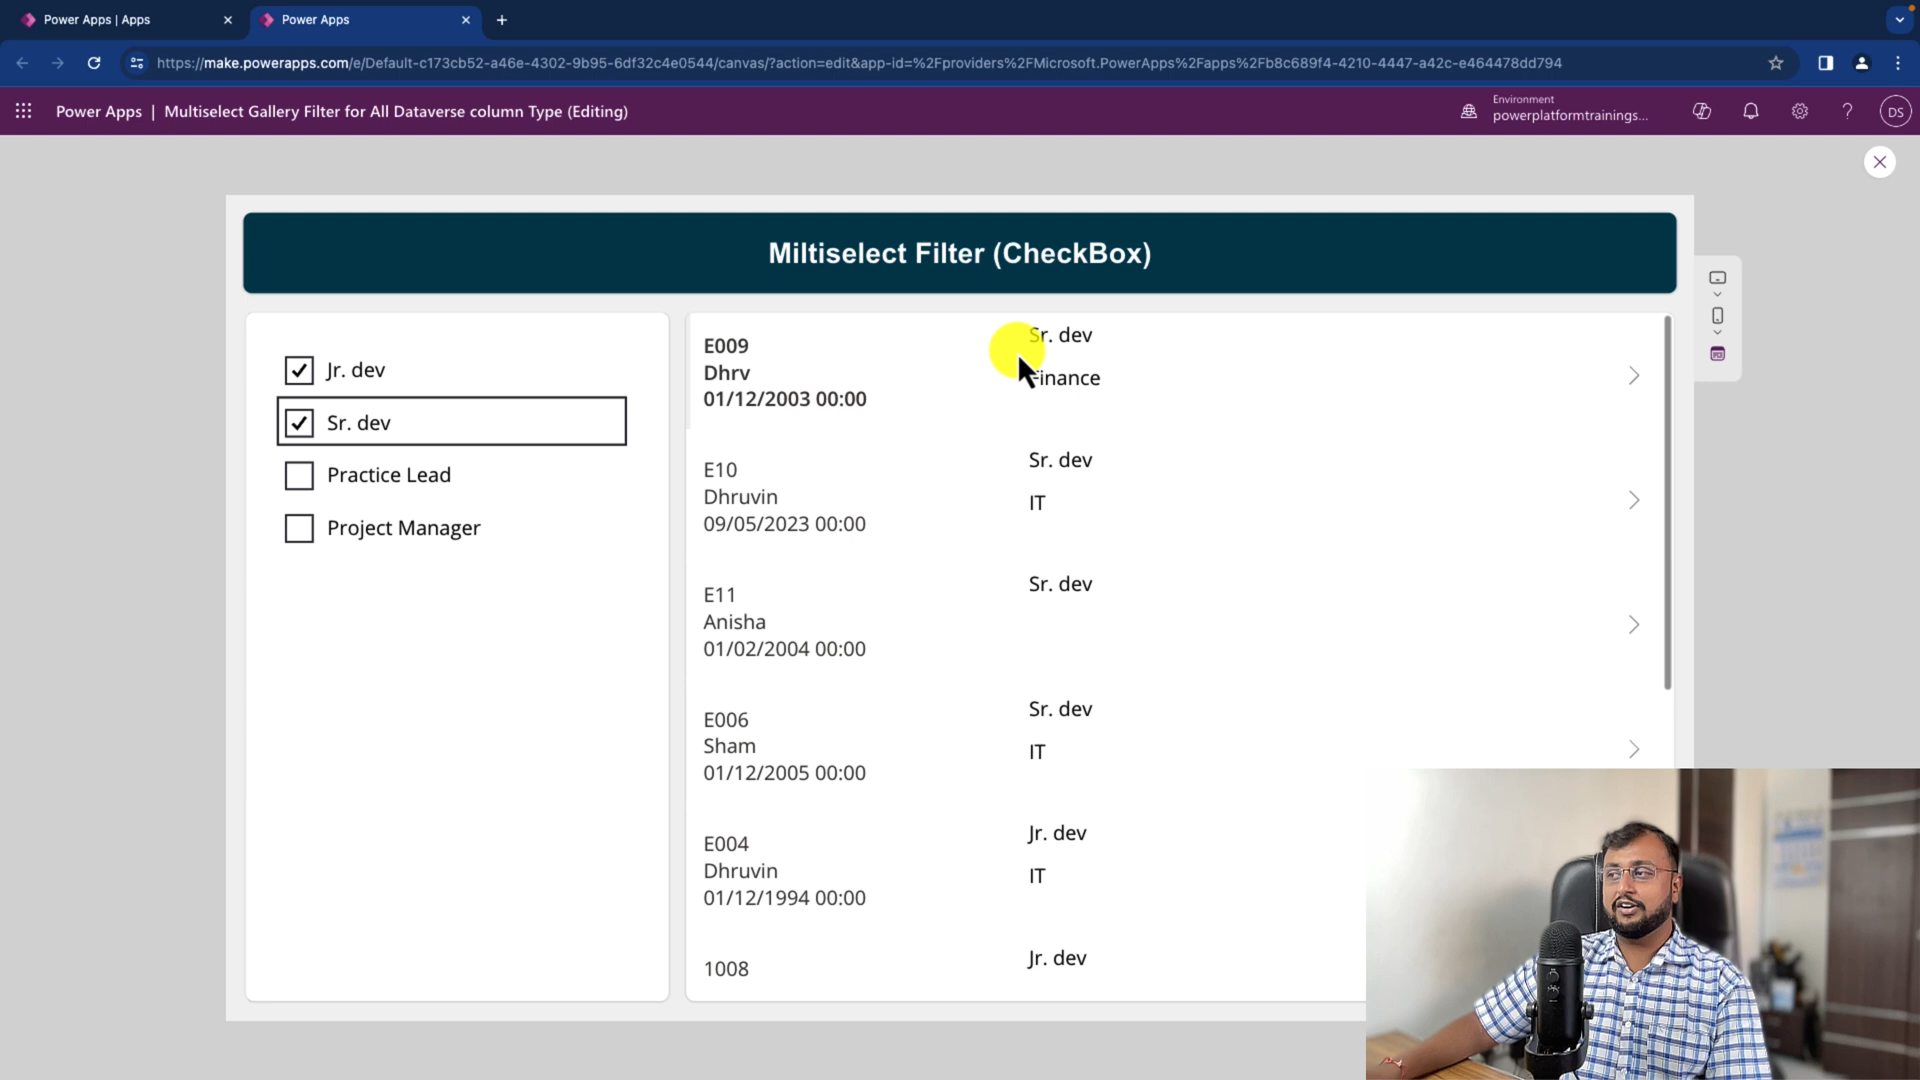 Power Apps | Apps
Power Apps
https://make.powerapps.com/e/Default-c173cb52-a46e-4302-9b95-6df32c4e0544/canvas/?action=edit&app-id=%2Fproviders%2FMicrosoft.PowerApps%2Fapps%2Fb8c689f4-4210-4447-a42c-e464478dd794
Power Apps | Multiselect Gallery Filter for All Dataverse column Type (Editing)
Environment
powerplatformtrainings...
DS
Miltiselect Filter (CheckBox)
Jr. dev
Sr. dev
Practice Lead
Project Manager
E009
Dhrv
01/12/2003 00:00
Sr. dev
Finance
E10
Dhruvin
09/05/2023 00:00
Sr. dev
IT
E11
Anisha
01/02/2004 00:00
Sr. dev
E006
Sham
01/12/2005 00:00
Sr. dev
IT
E004
Dhruvin
01/12/1994 00:00
Jr. dev
IT
1008
Jr. dev